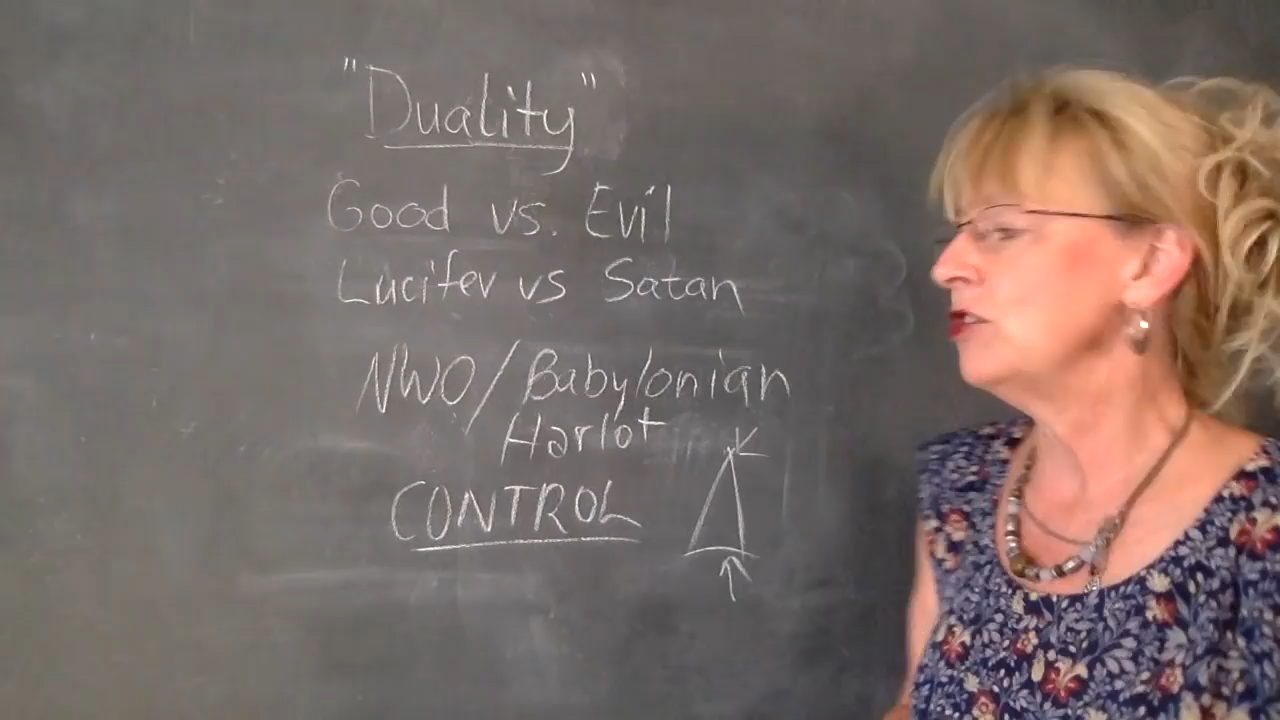 "Duality"
Good vs. Evil
Lucifer vs Satan
NWO/Babylonian
Harlot
CONTROL